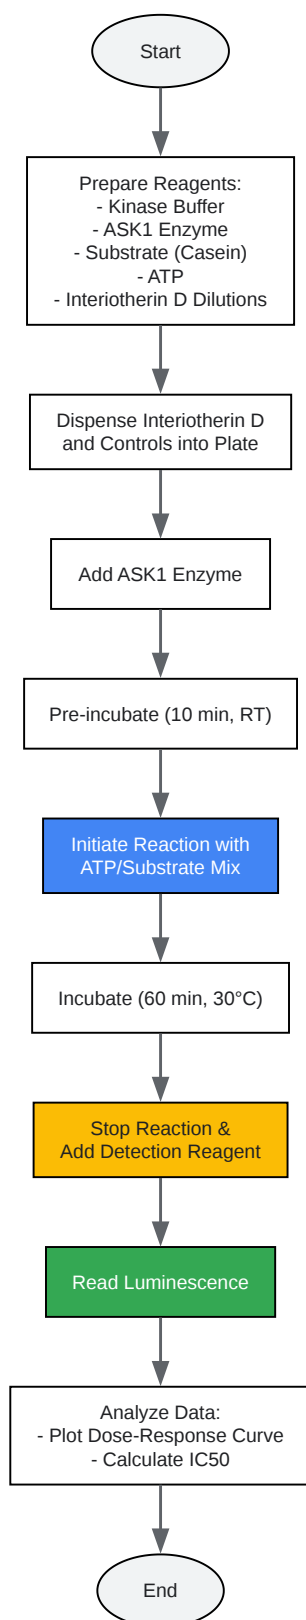 Start
Prepare Reagents:
- Kinase Buffer
- ASK1 Enzyme
- Substrate (Casein)
- ATP
- Interiotherin D Dilutions
Dispense Interiotherin D
and Controls into Plate
Add ASK1 Enzyme
Pre-incubate (10 min, RT)
Initiate Reaction with
ATP/Substrate Mix
Incubate (60 min, 30°C)
Stop Reaction &
Add Detection Reagent
Read Luminescence
Analyze Data:
- Plot Dose-Response Curve
- Calculate IC50
End